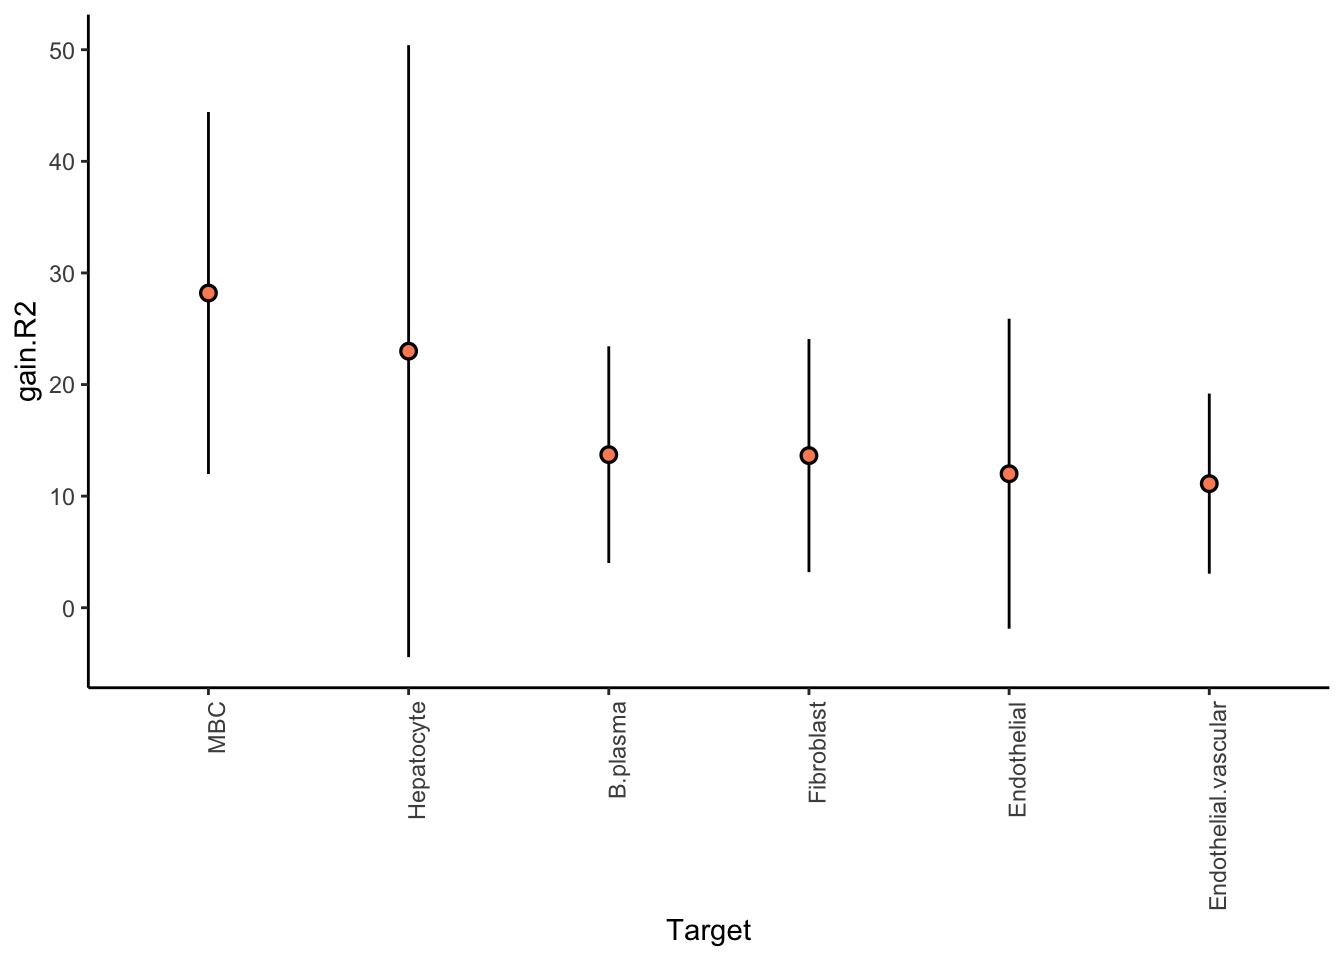 50
40
30
20
10
0
gain.R2
MBC
Hepatocyte
B.plasma
Fibroblast
Endothelial
Endothelial.vascular
Target